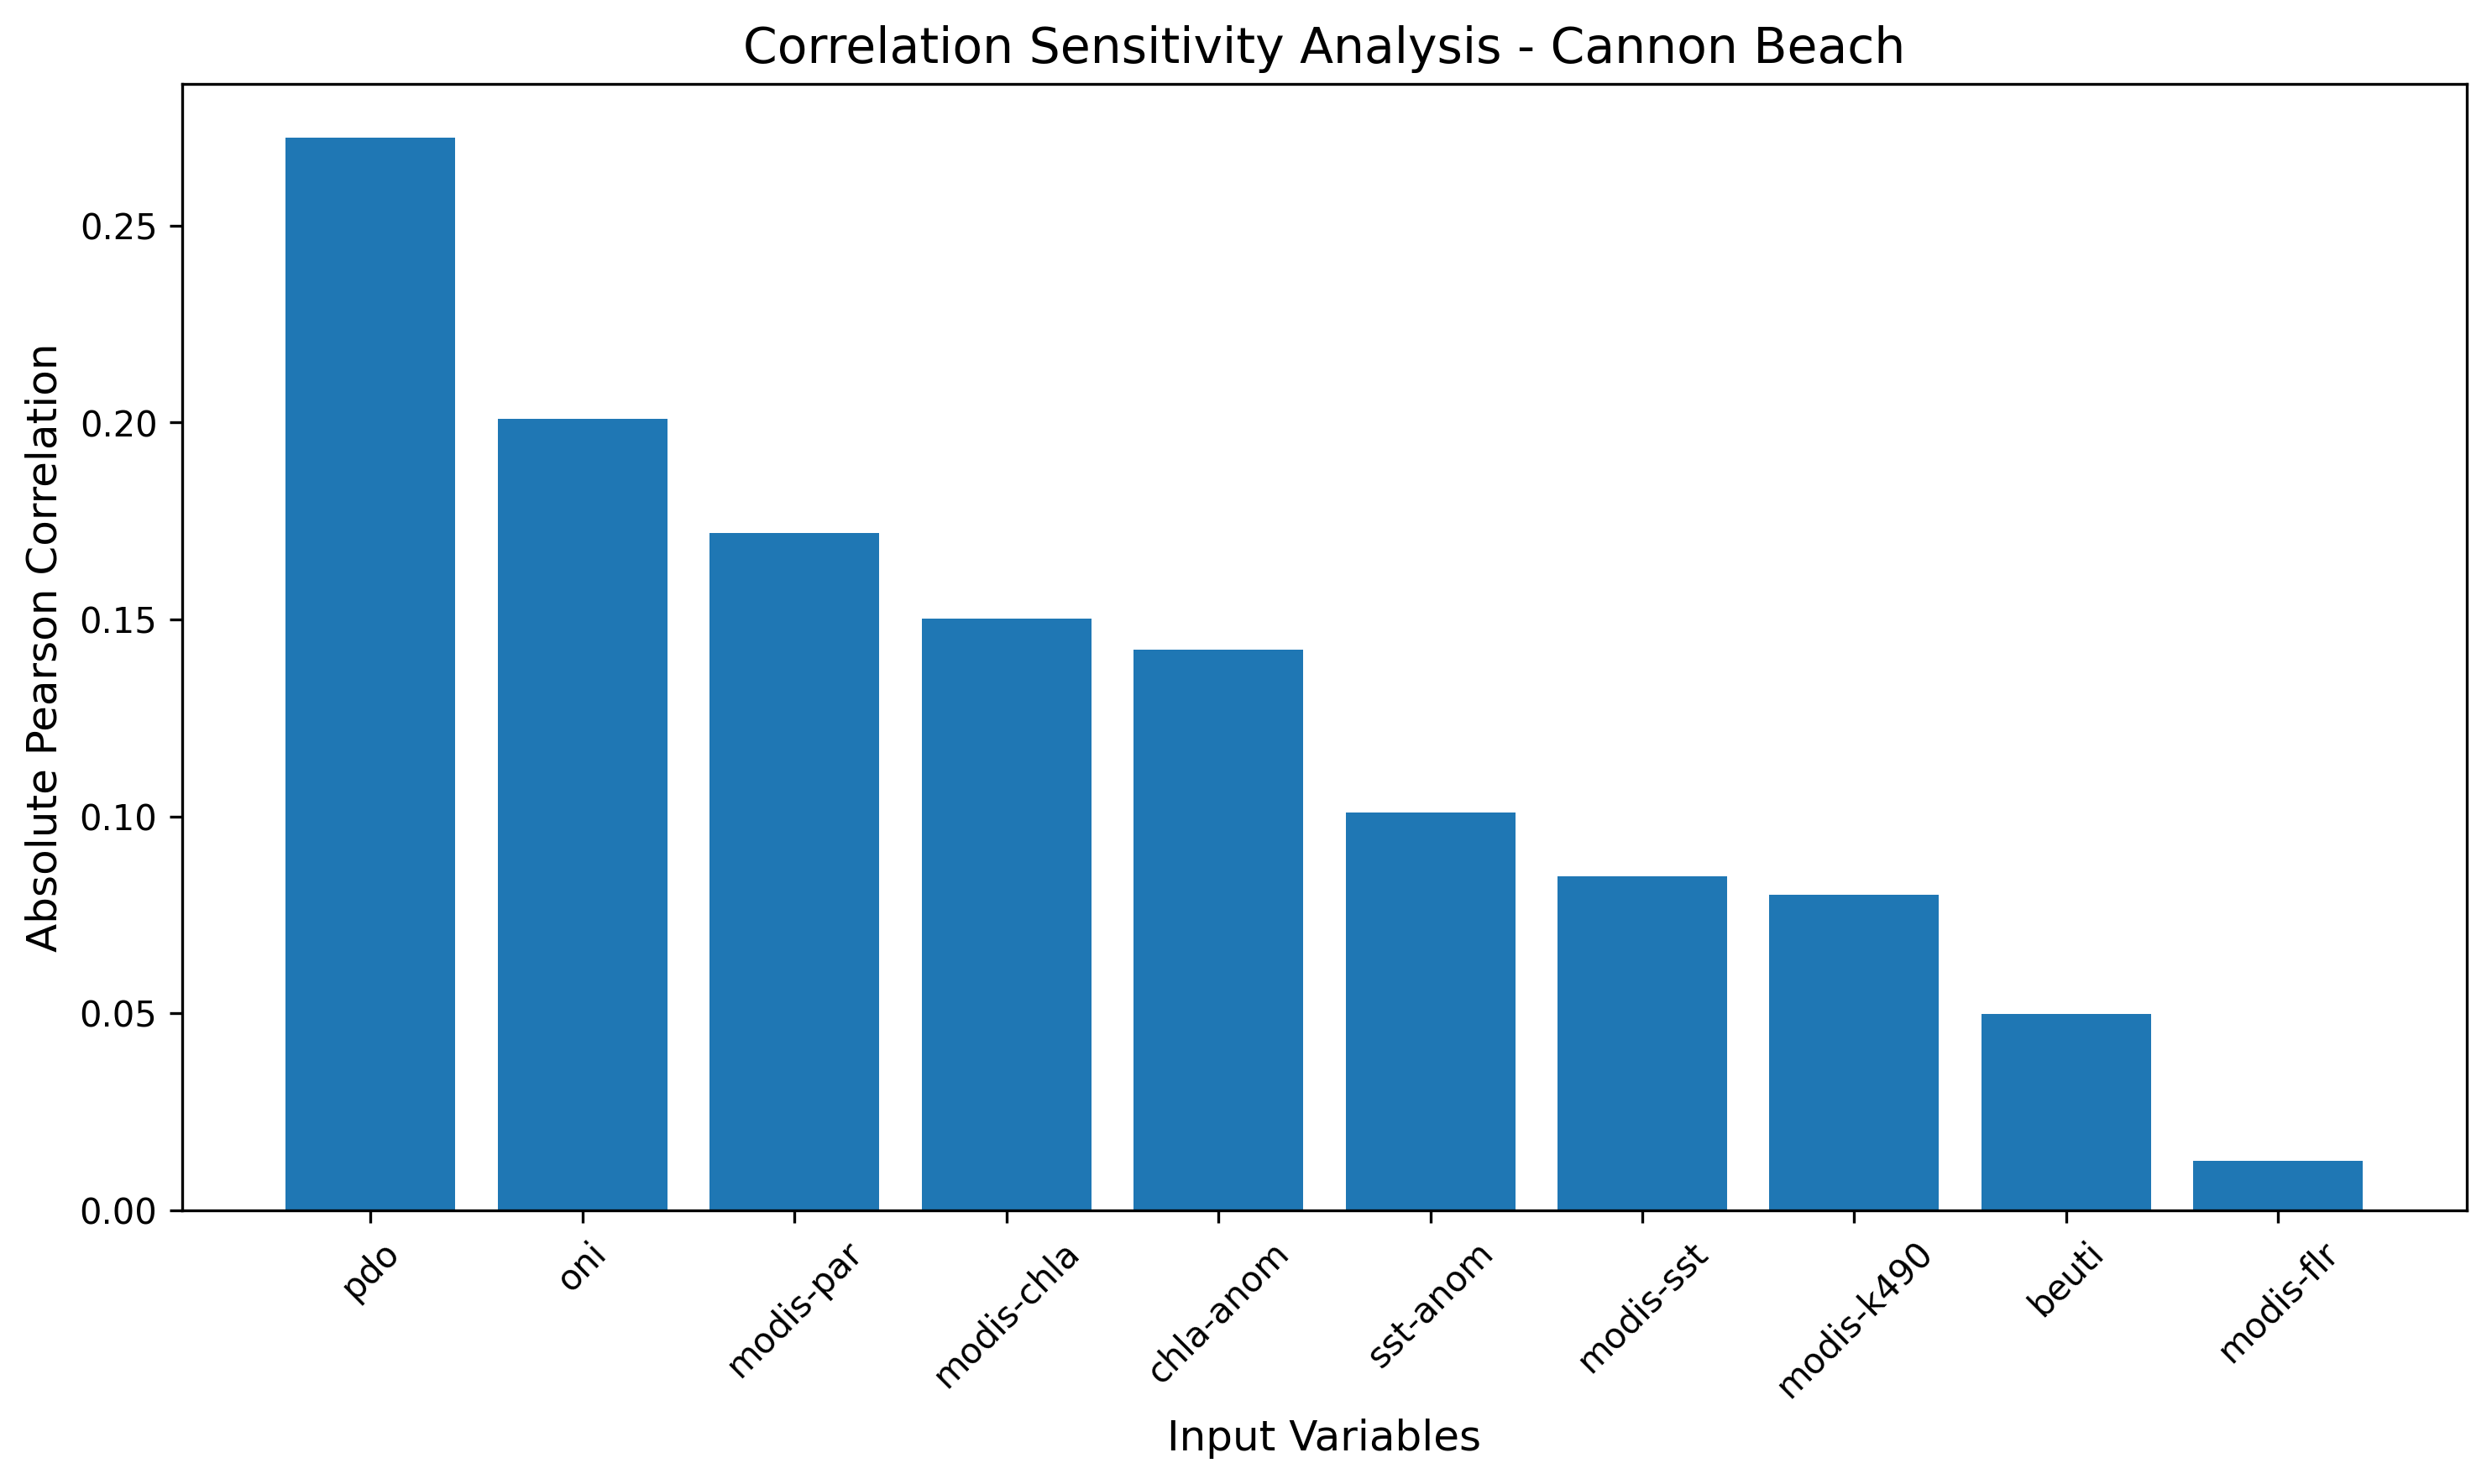 Correlation Sensitivity Analysis - Cannon Beach
Absolute Pearson Correlation
0.25
0.20
0.15
0.10
0.05
0.00
pdo
oni
modis-par
modis-chla
chla-anom
sst-anom
modis-sst
modis-k490
beuti
modis-flr
Input Variables